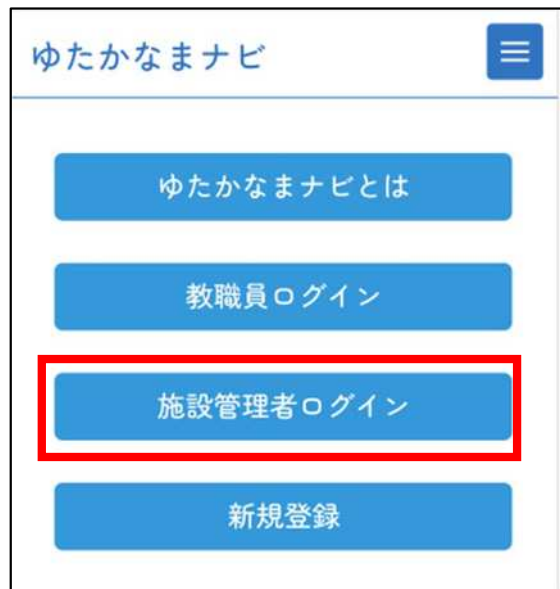 ゆたかなまナビ
ゆたかなまナビとは
教職員ログイン
施設管理者ログイン
新規登録